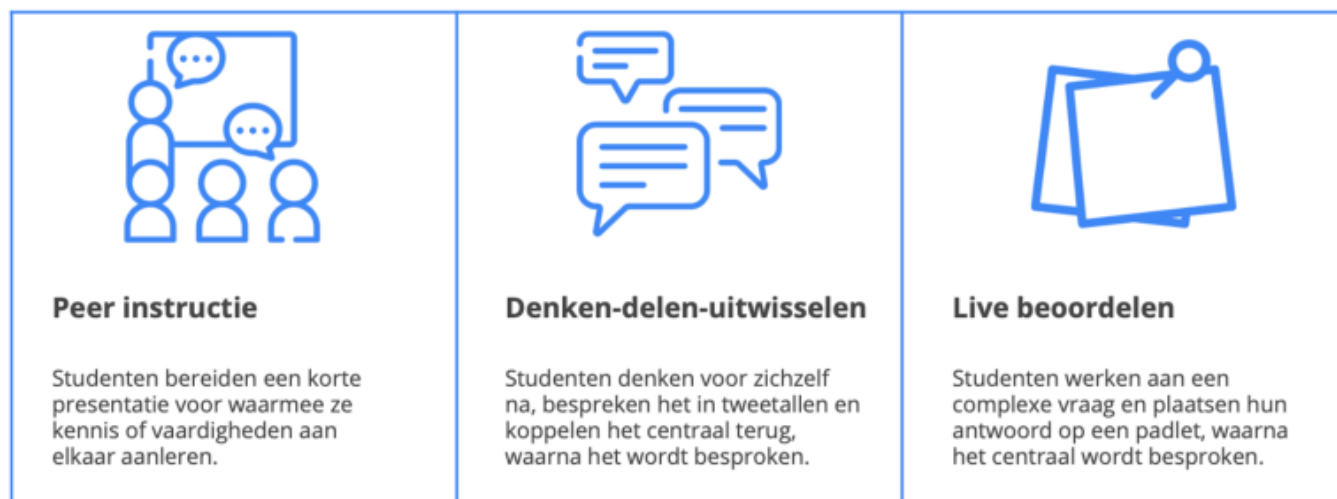 Peer instructie
Studenten bereiden een korte
presentatie voor waarmee ze
kennis of vaardigheden aan
elkaar aanleren.
Denken-delen-uitwisselen
Studenten denken voor zichzelf
na, bespreken het in tweetallen en
koppelen het centraal terug,
waarna het wordt besproken.
Live beoordelen
Studenten werken aan een
complexe vraag en plaatsen hun
antwoord op een padlet, waarna
het centraal wordt besproken.